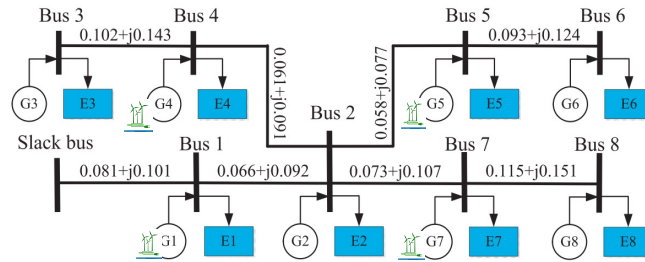 Bus 3
Bus 4
Bus 5
Bus 6
0.102+j0.143
0.093+j0.124
0.061+j0.091
0.058+j0.077
G3
E3
G4
E4
G5
E5
G6
E6
Bus 2
Slack bus
Bus 1
Bus 7
Bus 8
0.081+j0.101
0.066+j0.092
0.073+j0.107
0.115+j0.151
G1
E1
G2
E2
G7
E7
G8
E8